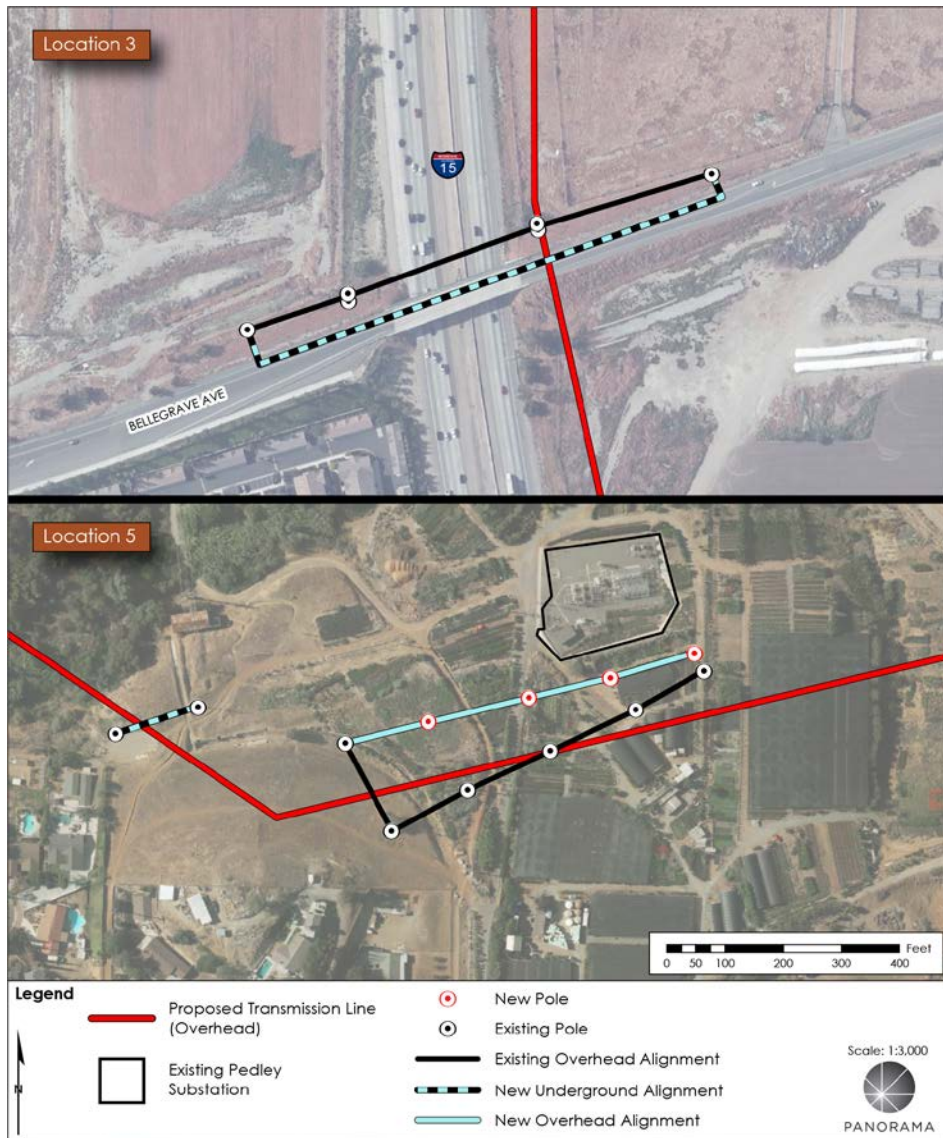 Location 3
INTERSTATE
15
BELLEGRAVE AVE
Location 5
Feet
0 50 100 200 300 400
Legend
Proposed Transmission Line
(Overhead)
Existing Pedley
Substation
New Pole
Existing Pole
Existing Overhead Alignment
New Underground Alignment
New Overhead Alignment
N
Scale: 1:3,000
PANORAMA